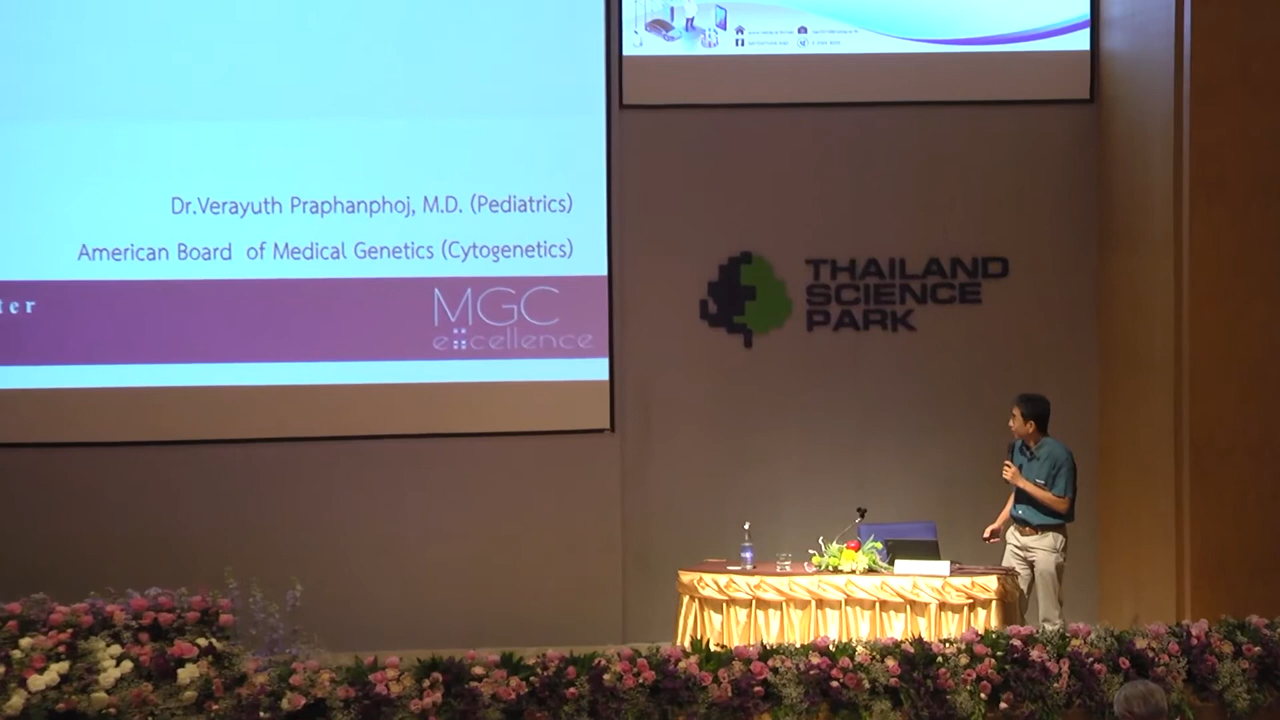 Dr.Verayuth Praphanphoj, M.D. (Pediatrics)
American Board of Medical Genetics (Cytogenetics)
ter
MGC
excellence
THAILAND
SCIENCE
PARK